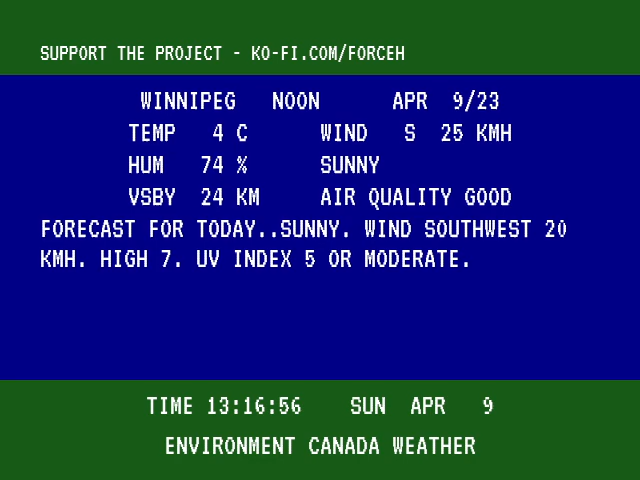 SUPPORT THE PROJECT - KO-FI.COM/FORCEH
WINNIPEG NOON APR 9/23
TEMP 4 C WIND S 25 KMH
HUM 74 % SUNNY
VSBY 24 KM AIR QUALITY GOOD
FORECAST FOR TODAY..SUNNY. WIND SOUTHWEST 20
KMH. HIGH 7. UV INDEX 5 OR MODERATE.
TIME 13:16:56 SUN APR 9
ENVIRONMENT CANADA WEATHER